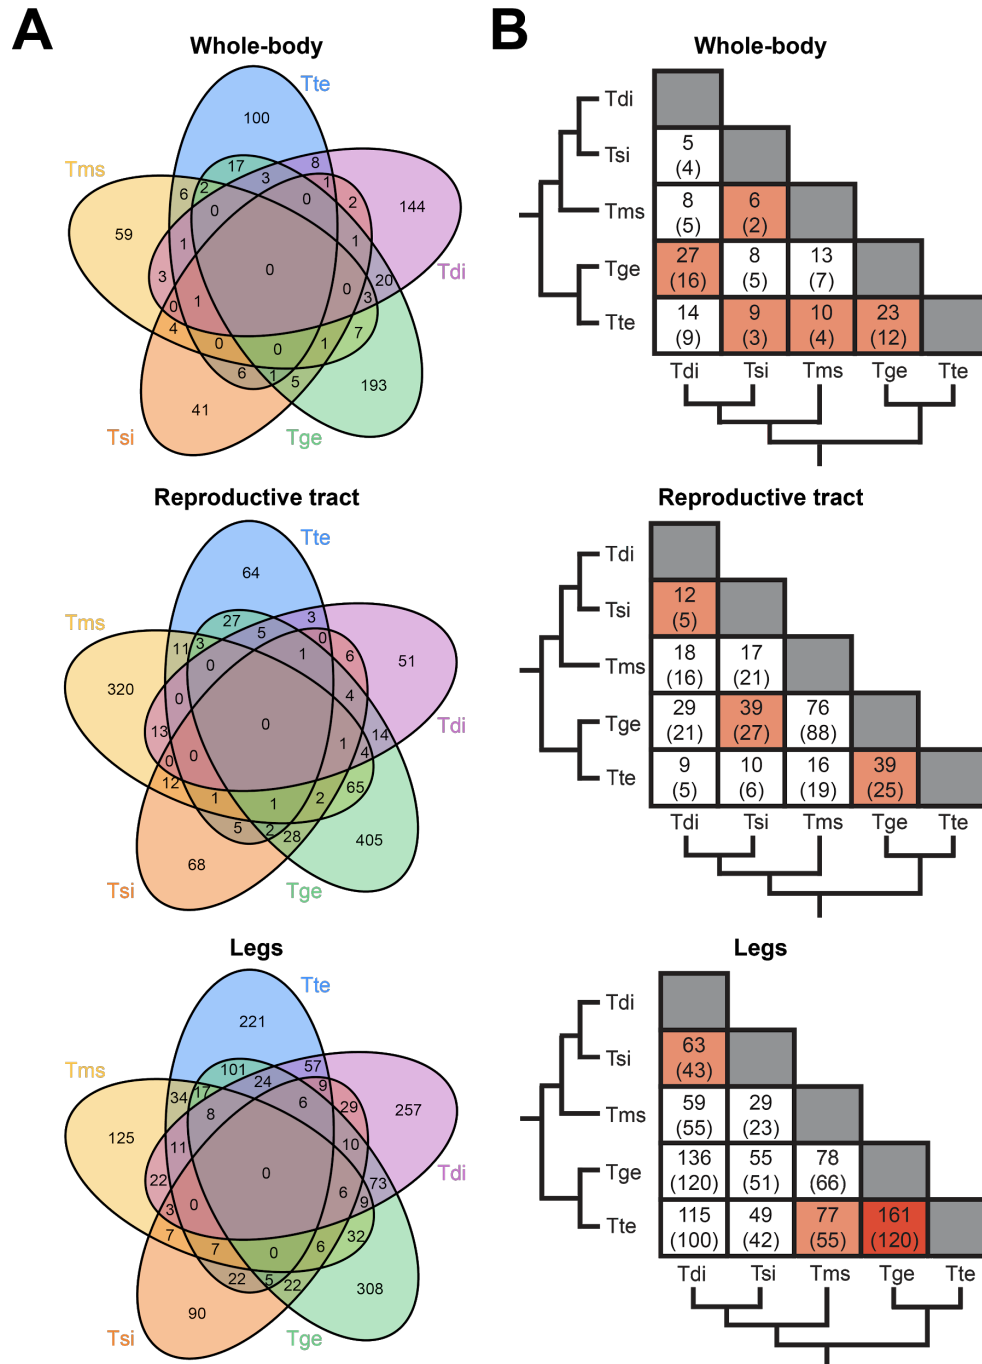 A
B
Whole-body
Tte
100
Tms
17
8
3
1
6
2
0
0
2
144
59
1
1
Tdi
3
0
20
0
3
0
1
4
7
0
0
1
6
1
5
193
41
Tsi
Tge
Whole-body
Tdi
Tsi
5
(4)
Tms
8
(5)
6
(2)
Tge
27
(16)
8
(5)
13
(7)
Tte
14
(9)
9
(3)
10
(4)
23
(12)
Tdi
Tsi
Tms
Tge
Tte
Reproductive tract
Tte
64
Tms
27
5
3
0
11
3
0
1
6
51
320
0
4
Tdi
13
0
14
1
4
0
0
12
65
1
1
2
5
2
28
405
68
Tsi
Tge
Reproductive tract
Tdi
Tsi
12
(5)
Tms
18
(16)
17
(21)
Tge
29
(21)
39
(27)
76
(88)
Tte
9
(5)
10
(6)
16
(19)
39
(25)
Tdi
Tsi
Tms
Tge
Tte
Legs
Tte
221
Tms
101
24
57
9
34
17
8
6
29
257
125
11
10
Tdi
22
0
73
6
9
3
0
7
32
7
0
6
22
5
22
308
90
Tsi
Tge
Legs
Tdi
Tsi
63
(43)
Tms
59
(55)
29
(23)
Tge
136
(120)
55
(51)
78
(66)
Tte
115
(100)
49
(42)
77
(55)
161
(120)
Tdi
Tsi
Tms
Tge
Tte